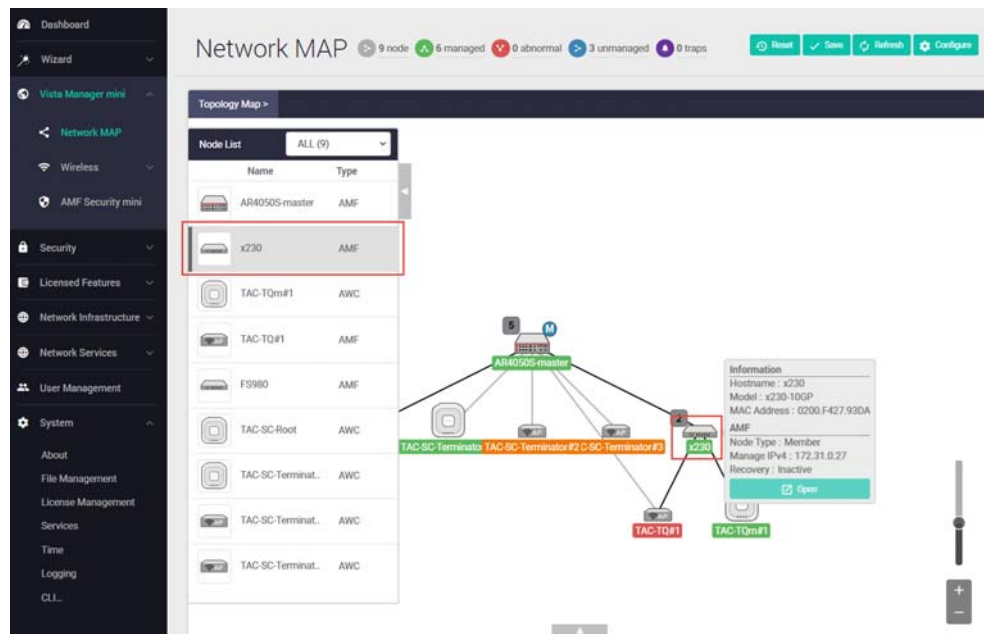 Dashboard
Wizard
Vista Manager mini
Network MAP
Wireless
AMF Security mini
Security
Licensed Features
Network Infrastructure
Network Services
User Management
System
About
File Management
License Management
Services
Time
Logging
CLI...
Network MAP 9 node 6 managed 0 abnormal 3 unmanaged 0 traps
Reset Save Refresh Configure
Topology Map >
Node List ALL (9)
Name Type
AR4050S-master AMF
x230 AMF
TAC-TQm#1 AWC
TAC-TQ#1 AMF
FS980 AMF
TAC-SC-Root AWC
TAC-SC-Terminat.. AWC
TAC-SC-Terminat.. AWC
TAC-SC-Terminat.. AWC
5 M
AR4050S-master
AP AP
TAC-SC-Terminato TAC-SC-Terminator#2 C-SC-Terminator#3
2
x230
AP
TAC-TQ#1 TAC-TQm#1
Information
Hostname : x230
Model : x230-10GP
MAC Address : 0200.F427.93DA
AMF
Node Type : Member
Manage IPv4 : 172.31.0.27
Recovery : Inactive
Open
+
−